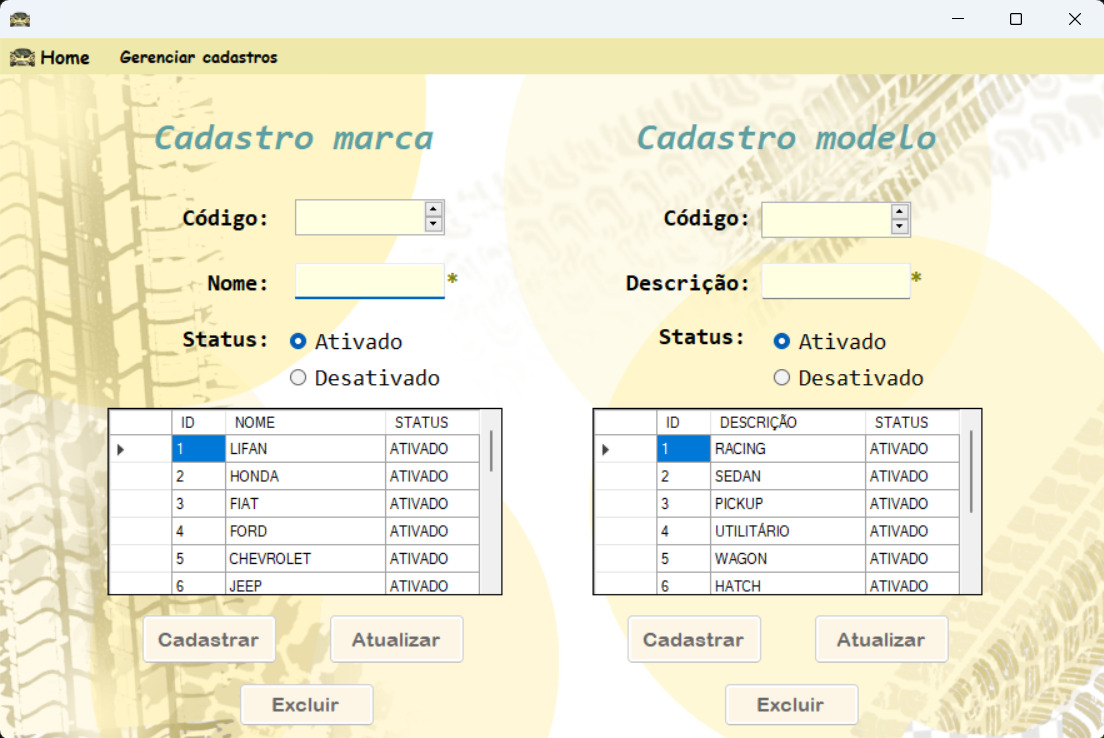 Home Gerenciar cadastros
Cadastro marca
Código:
Nome: *
Status: Ativado
Desativado
ID NOME STATUS
1 LIFAN ATIVADO
2 HONDA ATIVADO
3 FIAT ATIVADO
4 FORD ATIVADO
5 CHEVROLET ATIVADO
6 JEEP ATIVADO
Cadastrar Atualizar
Excluir
Cadastro modelo
Código:
Descrição: *
Status: Ativado
Desativado
ID DESCRIÇÃO STATUS
1 RACING ATIVADO
2 SEDAN ATIVADO
3 PICKUP ATIVADO
4 UTILITÁRIO ATIVADO
5 WAGON ATIVADO
6 HATCH ATIVADO
Cadastrar Atualizar
Excluir